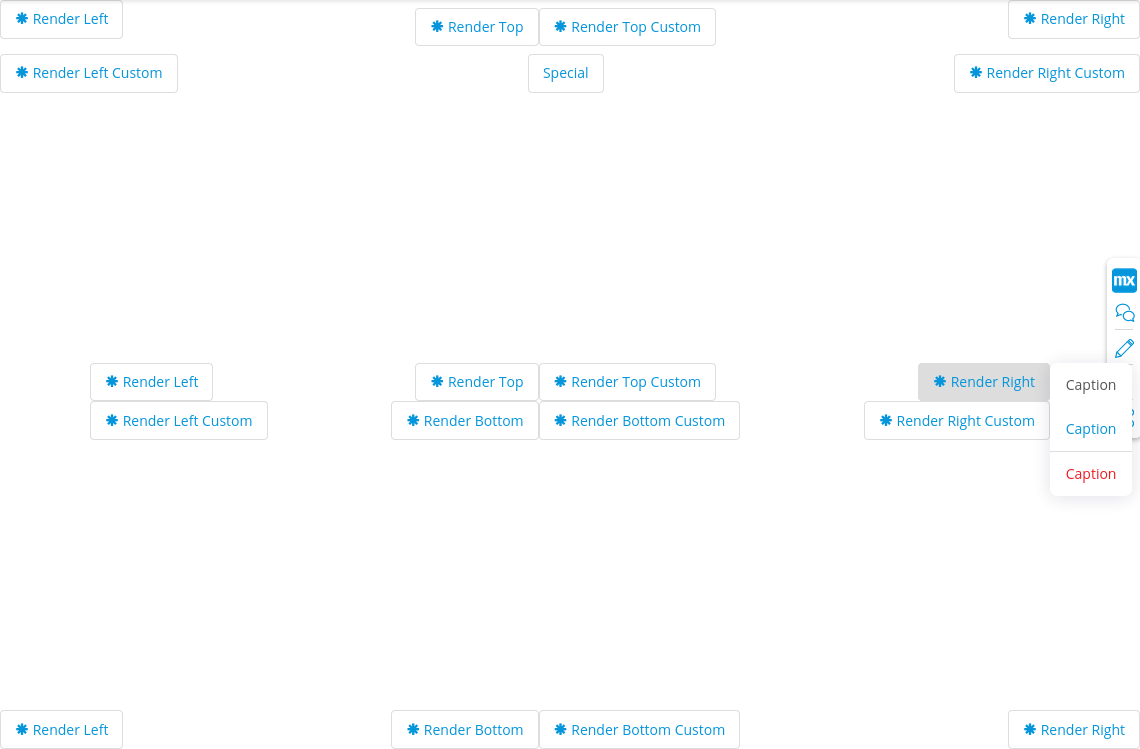 Render Left
Render Top
Render Top Custom
Render Right
Render Left Custom
Special
Render Right Custom
mx
Render Left
Render Top
Render Top Custom
Render Right
Caption
Render Left Custom
Render Bottom
Render Bottom Custom
Render Right Custom
Caption
Caption
Render Left
Render Bottom
Render Bottom Custom
Render Right